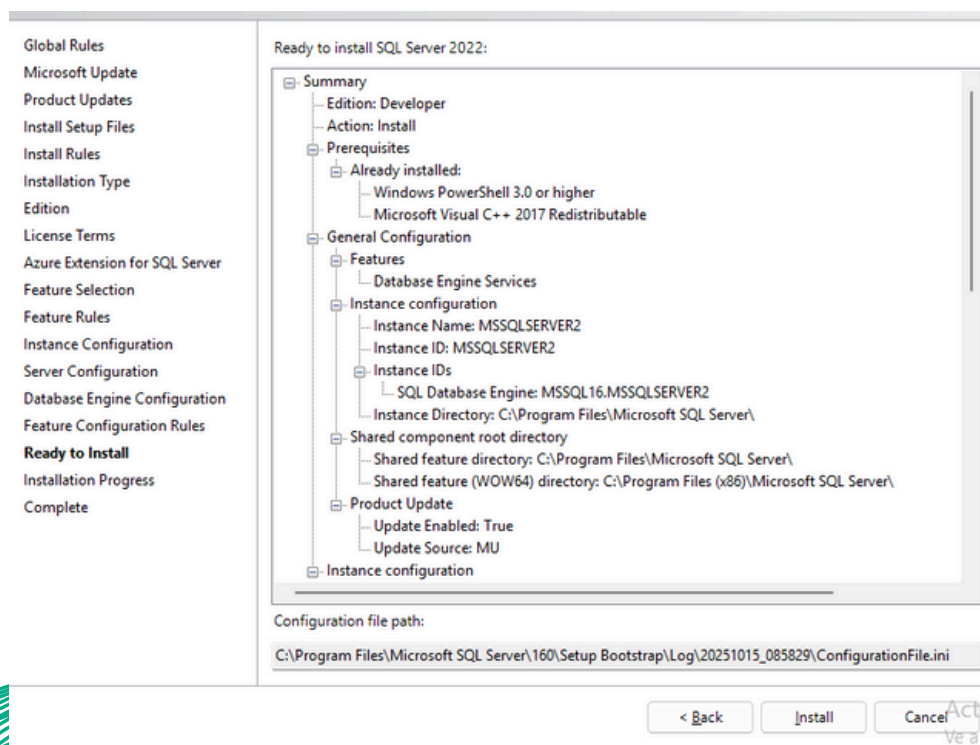 Global Rules
Microsoft Update
Product Updates
Install Setup Files
Install Rules
Installation Type
Edition
License Terms
Azure Extension for SQL Server
Feature Selection
Feature Rules
Instance Configuration
Server Configuration
Database Engine Configuration
Feature Configuration Rules
Ready to Install
Installation Progress
Complete
Ready to install SQL Server 2022:
Summary
Edition: Developer
Action: Install
Prerequisites
Already installed:
Windows PowerShell 3.0 or higher
Microsoft Visual C++ 2017 Redistributable
General Configuration
Features
Database Engine Services
Instance configuration
Instance Name: MSSQLSERVER2
Instance ID: MSSQLSERVER2
Instance IDs
SQL Database Engine: MSSQL16.MSSQLSERVER2
Instance Directory: C:\Program Files\Microsoft SQL Server\
Shared component root directory
Shared feature directory: C:\Program Files\Microsoft SQL Server\
Shared feature (WOW64) directory: C:\Program Files (x86)\Microsoft SQL Server\
Product Update
Update Enabled: True
Update Source: MU
Instance configuration
Configuration file path:
C:\Program Files\Microsoft SQL Server\160\Setup Bootstrap\Log\20251015_085829\ConfigurationFile.ini
< Back Install Cancel
Act
Ve a